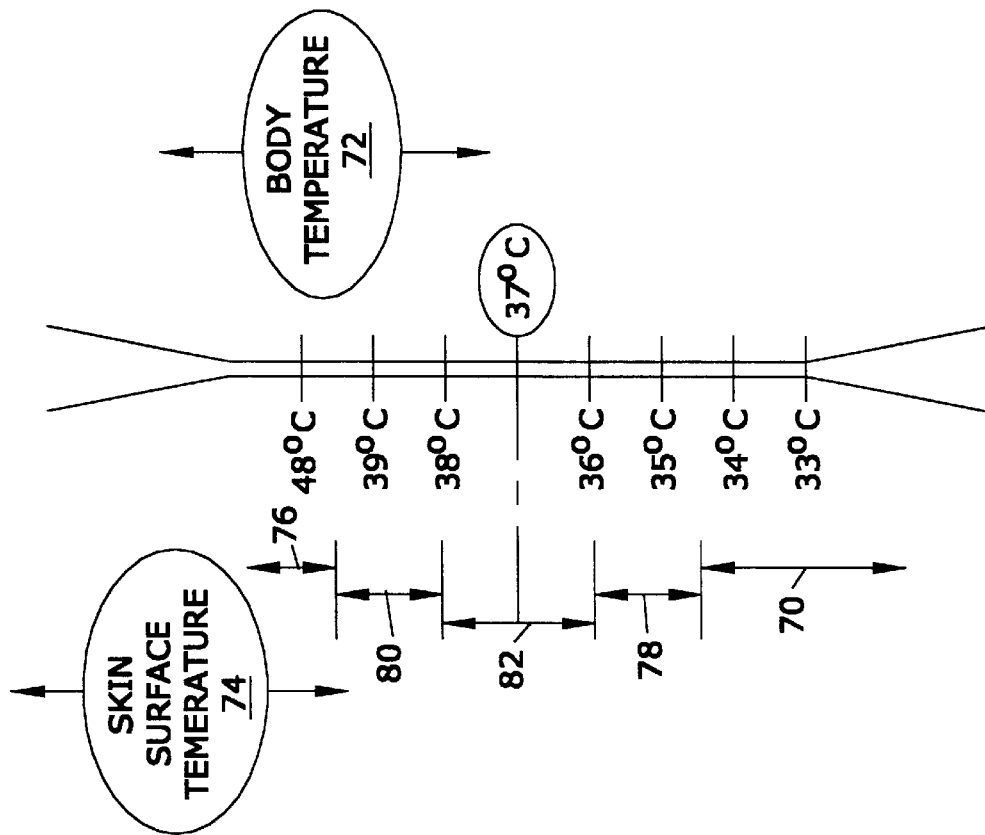 SKIN
SURFACE
TEMERATURE
74
BODY
TEMPERATURE
72
76
80
82
78
70
48°C
39°C
38°C
37°C
36°C
35°C
34°C
33°C